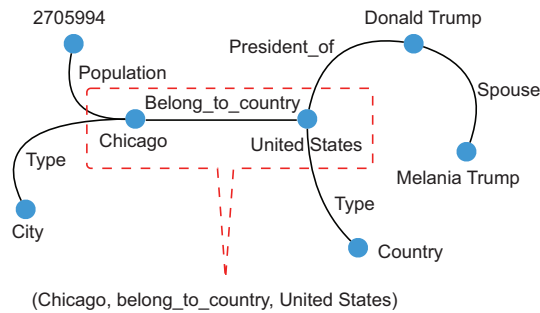 2705994
Donald Trump
President_of
Population
Spouse
Belong_to_country
Chicago
United States
Type
Melania Trump
Type
City
Country
(Chicago, belong_to_country, United States)